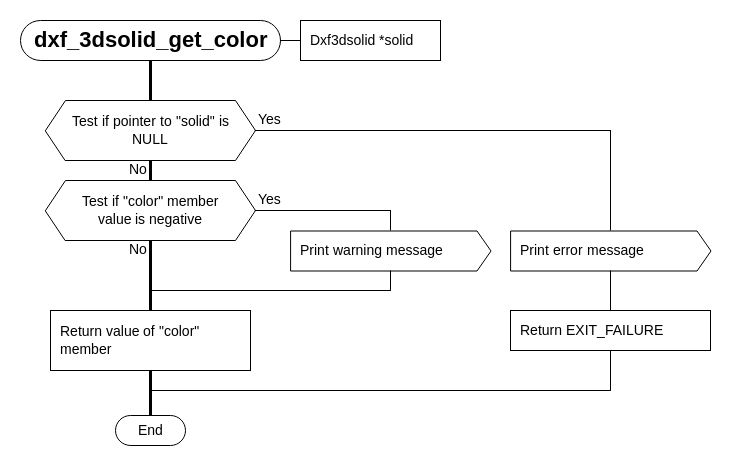 dxf_3dsolid_get_color
Dxf3dsolid *solid
Test if pointer to "solid" is
NULL
Yes
No
Test if "color" member
value is negative
Yes
No
Print warning message
Print error message
Return value of "color"
member
Return EXIT_FAILURE
End